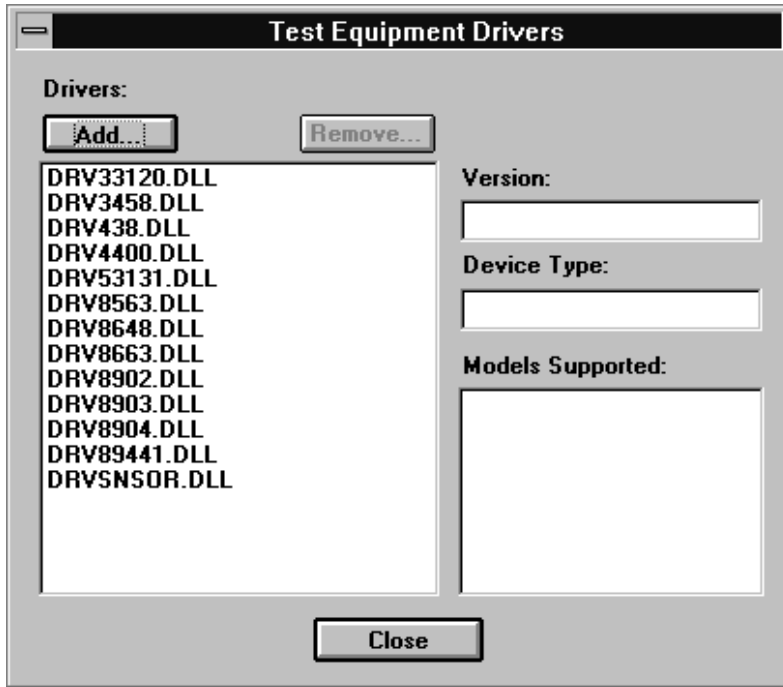 Test Equipment Drivers
Drivers:
Add...
Remove...
DRV33120.DLL
DRV3458.DLL
DRV438.DLL
DRV4400.DLL
DRV53131.DLL
DRV8563.DLL
DRV8648.DLL
DRV8663.DLL
DRV8902.DLL
DRV8903.DLL
DRV8904.DLL
DRV89441.DLL
DRVSNSOR.DLL
Version:
Device Type:
Models Supported:
Close